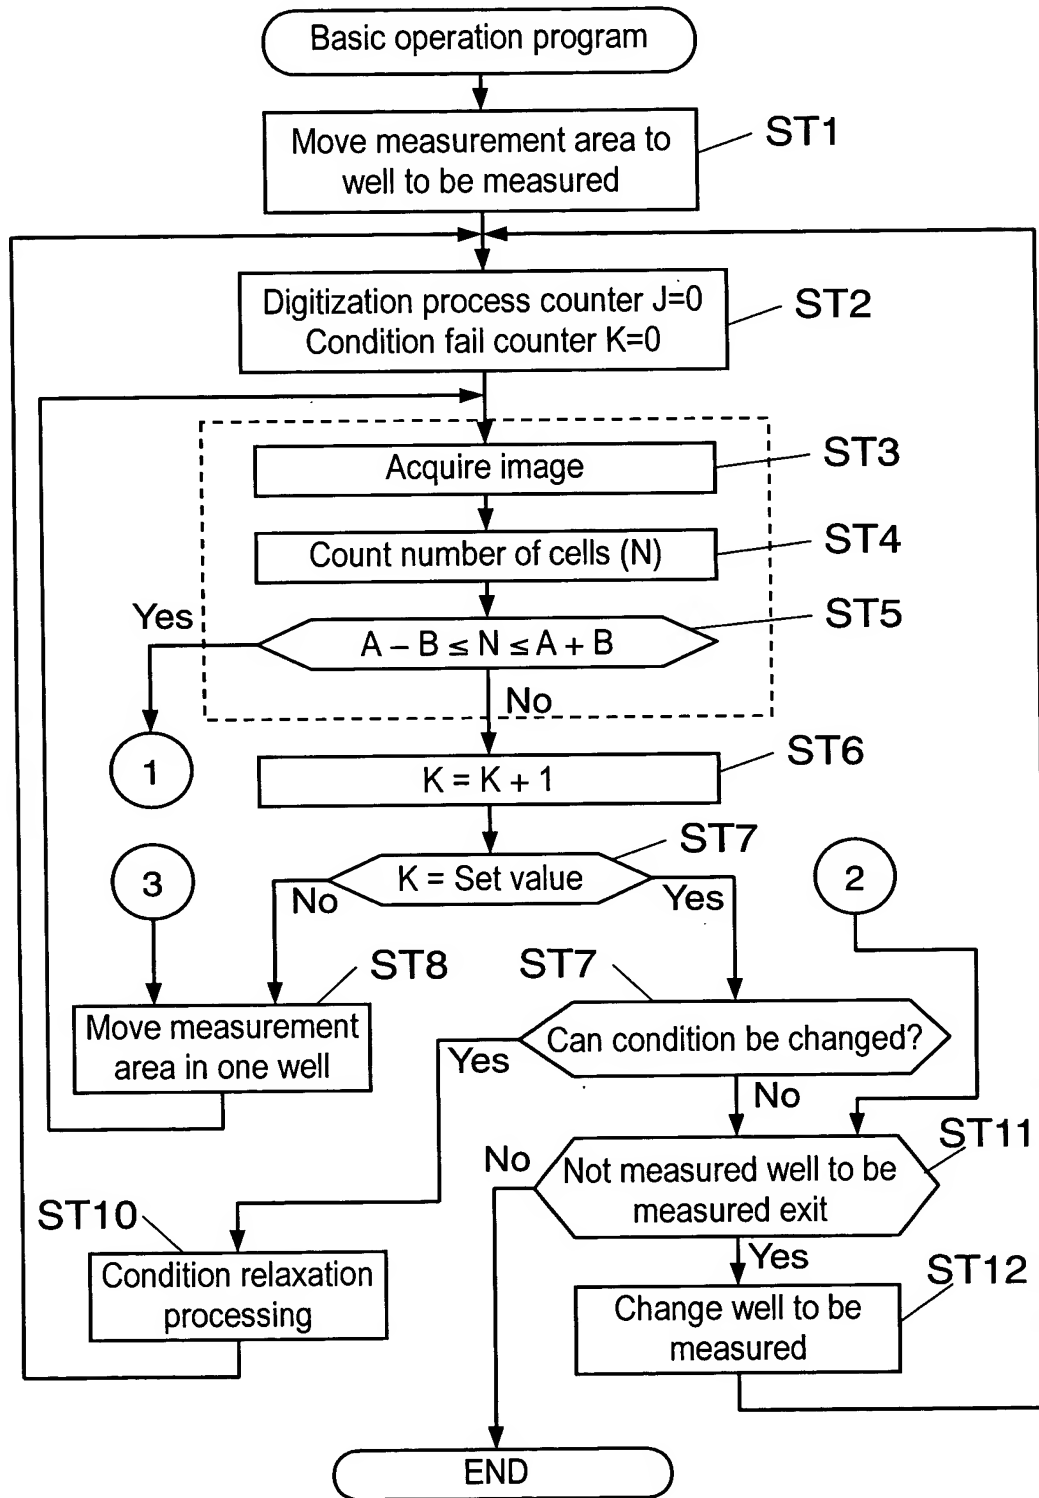 Basic operation program
Move measurement area to
well to be measured
ST1
Digitization process counter J=0
Condition fail counter K=0
ST2
Acquire image
ST3
Count number of cells (N)
ST4
Yes
A – B ≤ N ≤ A + B
ST5
No
1
K = K + 1
ST6
3
K = Set value
ST7
2
No
Yes
Move measurement
area in one well
ST8
Can condition be changed?
ST7
Yes
No
No
Not measured well to be
measured exit
ST11
ST10
Condition relaxation
processing
Yes
Change well to be
measured
ST12
END